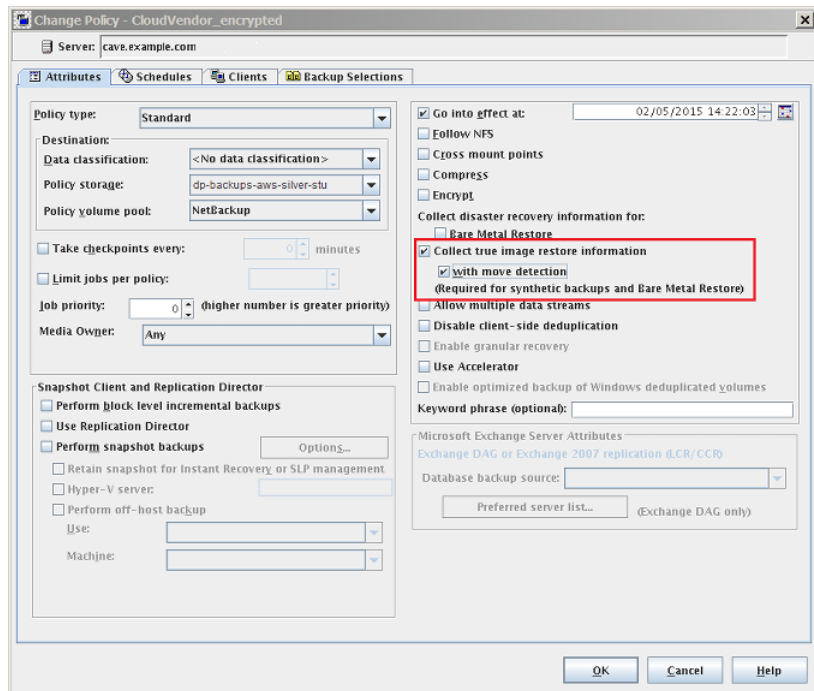 Change Policy - CloudVendor_encrypted
Server: cave.example.com
Attributes Schedules Clients Backup Selections
Policy type: Standard
Destination:
Data classification: <No data classification>
Policy storage: dp-backups-aws-silver-stu
Policy volume pool: NetBackup
Take checkpoints every: 0 minutes
Limit jobs per policy:
Job priority: 0 (higher number is greater priority)
Media Owner: Any
Snapshot Client and Replication Director
Perform block level incremental backups
Use Replication Director
Perform snapshot backups Options...
Retain snapshot for Instant Recovery or SLP management
Hyper-V server:
Perform off-host backup
Use:
Machine:
Go into effect at: 02/05/2015 14:22:03
Follow NFS
Cross mount points
Compress
Encrypt
Collect disaster recovery information for:
Bare Metal Restore
Collect true image restore information
with move detection
(Required for synthetic backups and Bare Metal Restore)
Allow multiple data streams
Disable client-side deduplication
Enable granular recovery
Use Accelerator
Enable optimized backup of Windows deduplicated volumes
Keyword phrase (optional):
Microsoft Exchange Server Attributes
Exchange DAG or Exchange 2007 replication (LCR/CCR)
Database backup source:
Preferred server list... (Exchange DAG only)
OK Cancel Help